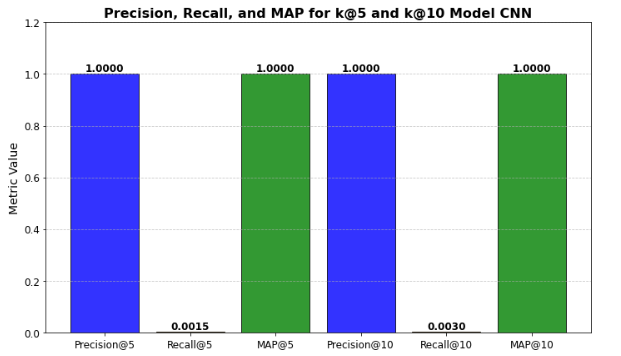 Precision, Recall, and MAP for k@5 and k@10 Model CNN
1.2
1.0
0.8
0.6
0.4
0.2
0.0
Metric Value
1.0000
0.0015
1.0000
1.0000
0.0030
1.0000
Precision@5
Recall@5
MAP@5
Precision@10
Recall@10
MAP@10